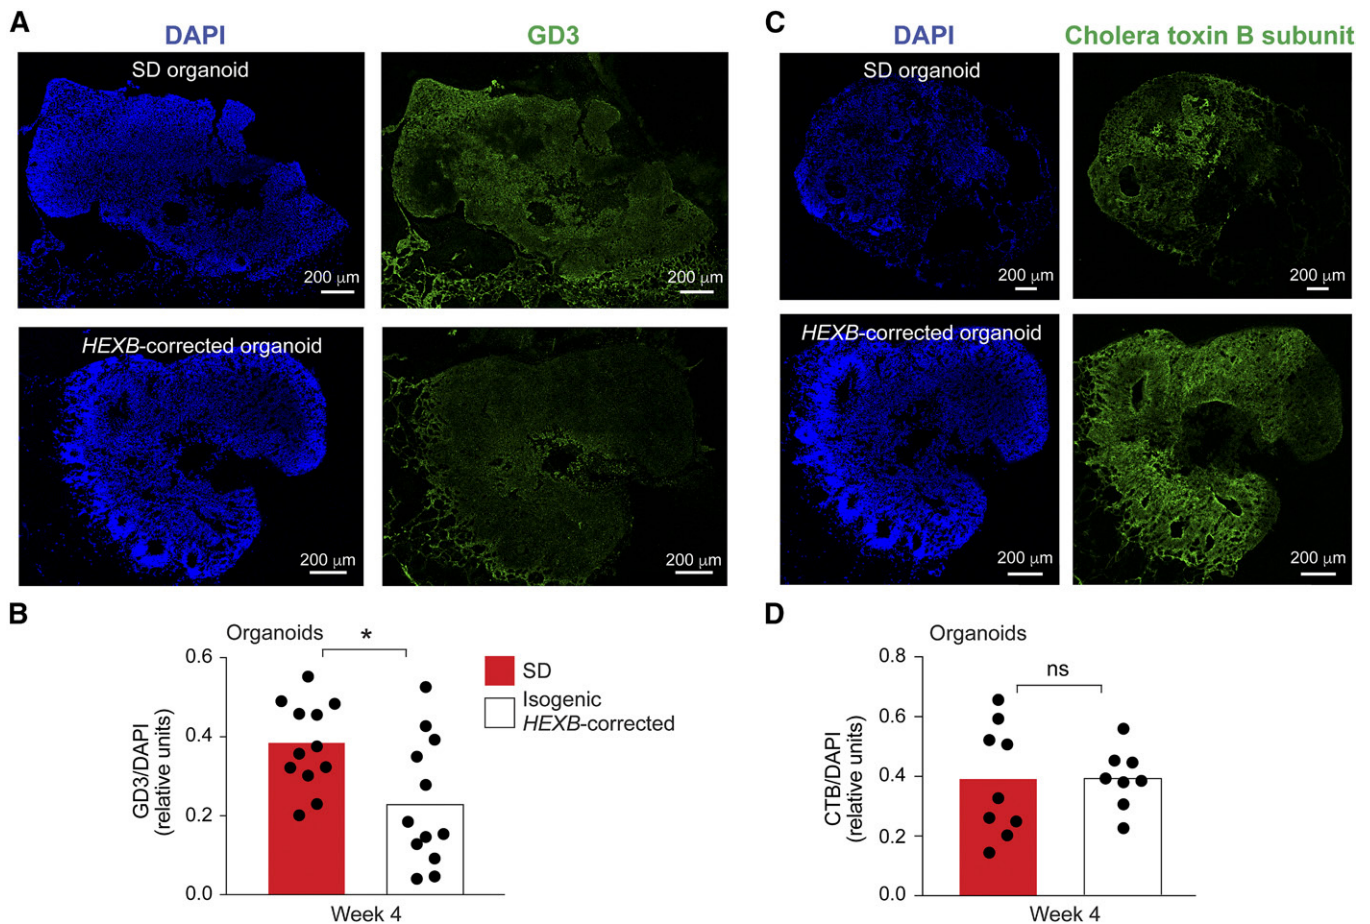 A
DAPI
GD3
SD organoid
200 μm
200 μm
HEXB-corrected organoid
200 μm
200 μm
B
Organoids
*
0.6
0.4
0.2
0.0
GD3/DAPI
(relative units)
SD
Isogenic
HEXB-corrected
Week 4
C
DAPI
Cholera toxin B subunit
SD organoid
200 μm
200 μm
HEXB-corrected organoid
200 μm
200 μm
D
Organoids
ns
0.8
0.6
0.4
0.2
0.0
CTB/DAPI
(relative units)
Week 4